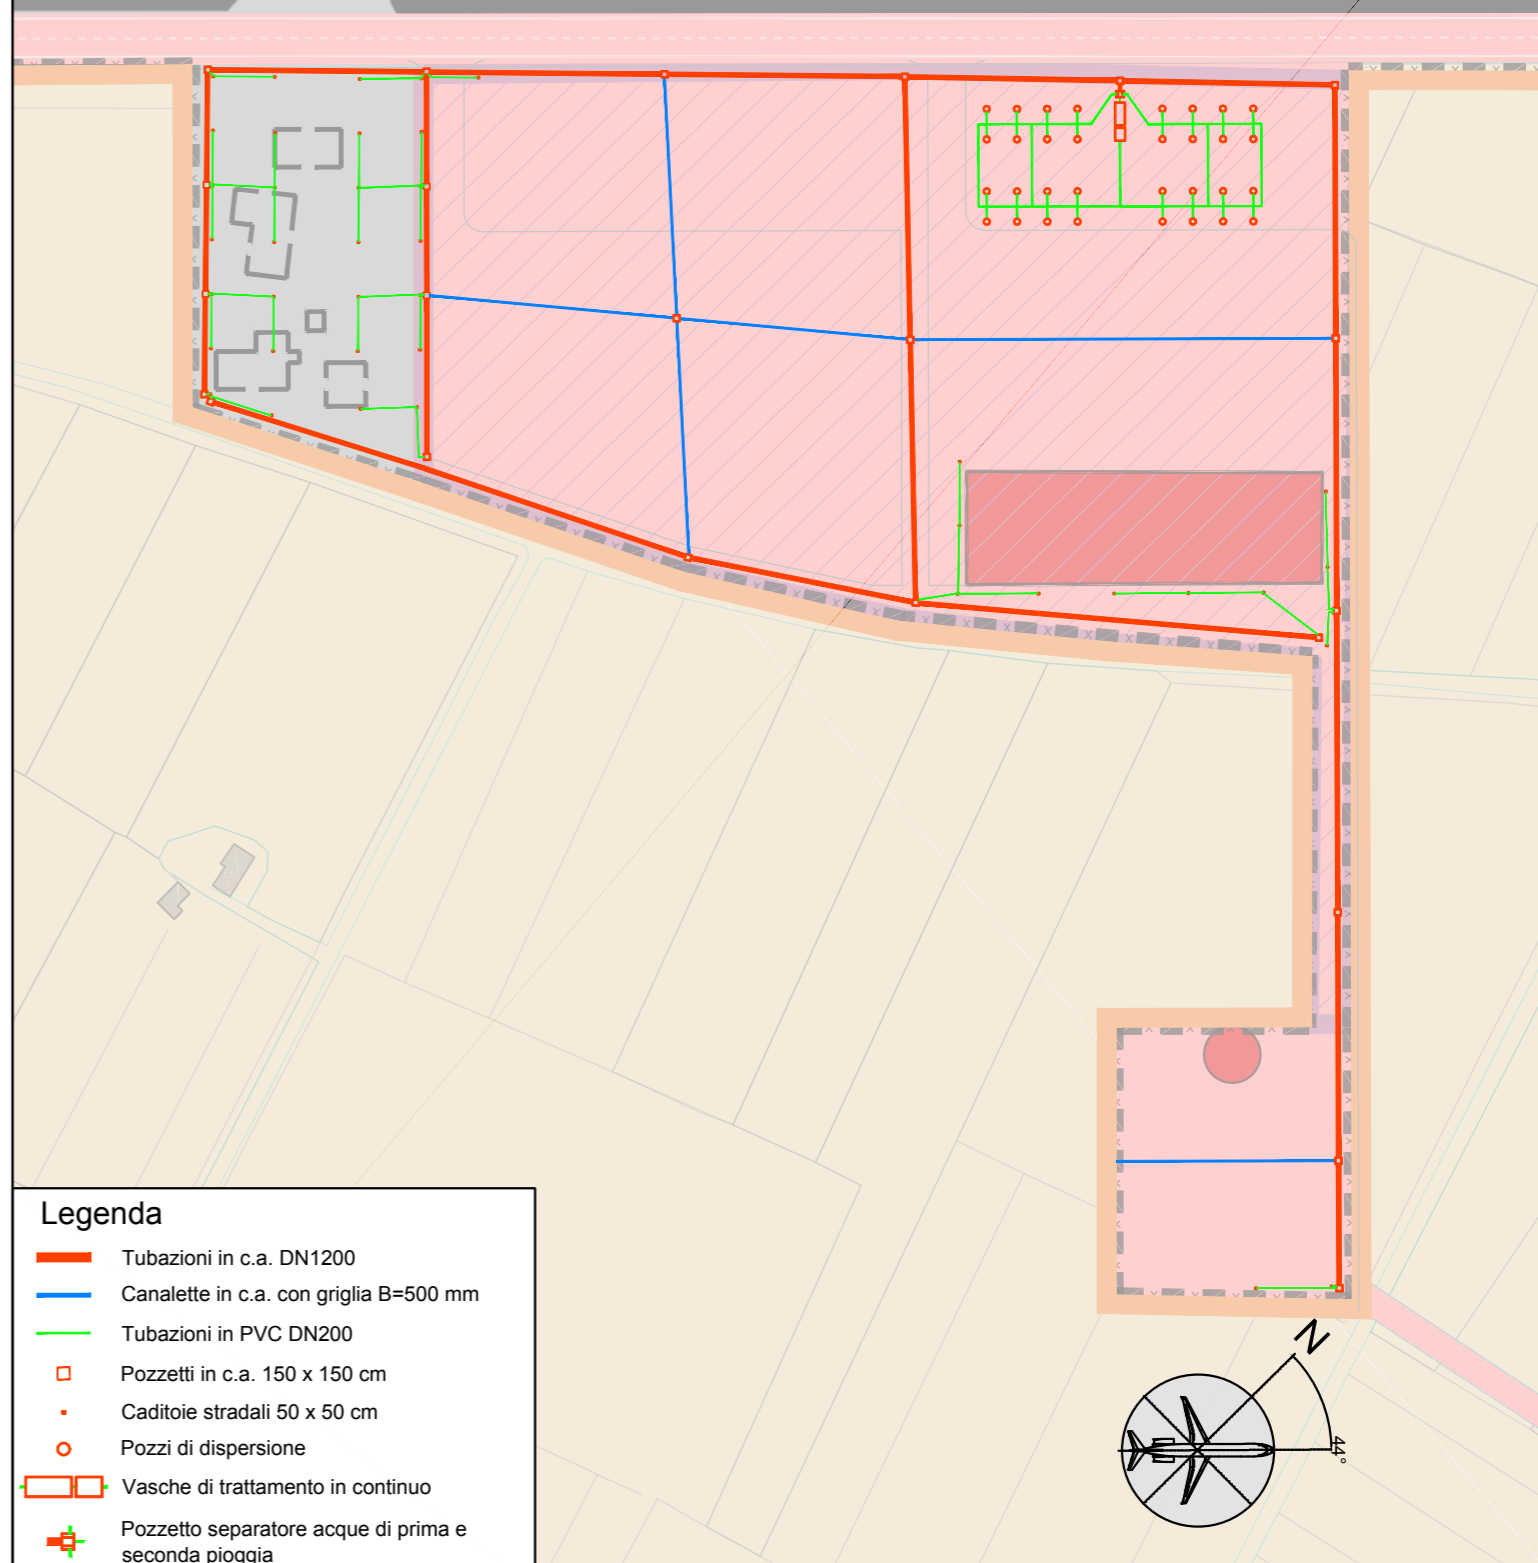 Legenda
Tubazioni in c.a. DN1200
Canalette in c.a. con griglia B=500 mm
Tubazioni in PVC DN200
Pozzetti in c.a. 150 x 150 cm
Caditoie stradali 50 x 50 cm
Pozzi di dispersione
Vasche di trattamento in continuo
Pozzetto separatore acque di prima e
seconda pioggia
N
44°